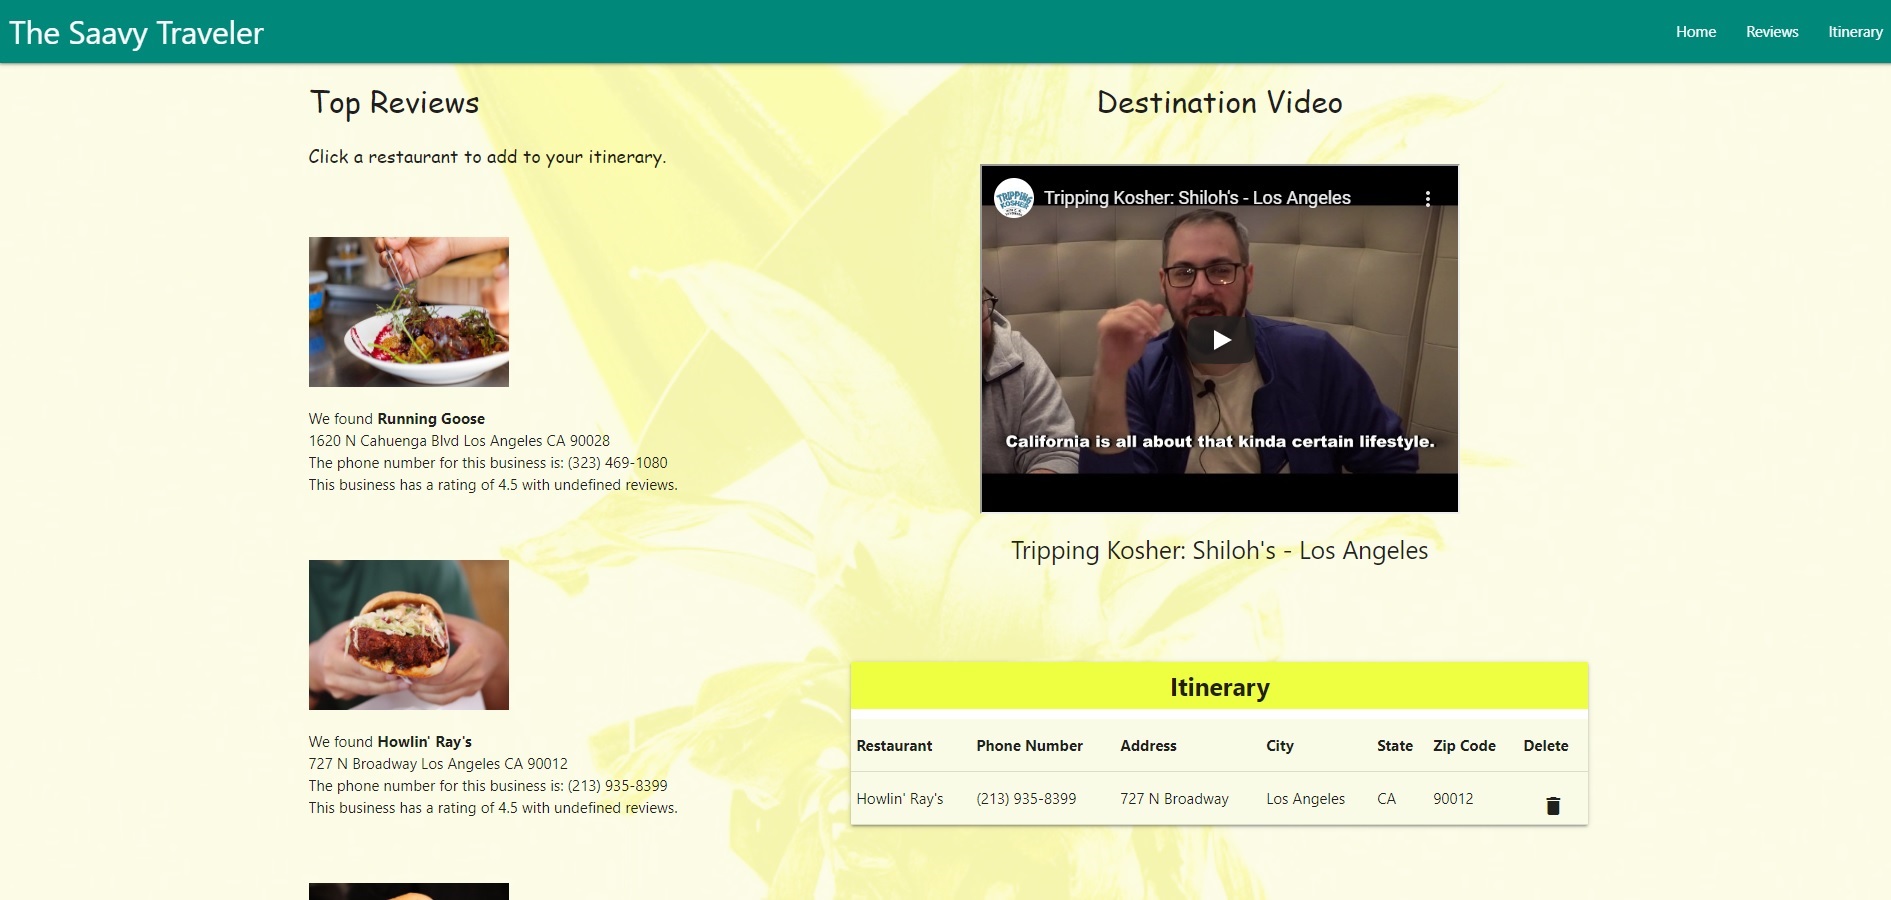 The Saavy Traveler
Home Reviews Itinerary
Top Reviews
Click a restaurant to add to your itinerary.
We found Running Goose
1620 N Cahuenga Blvd Los Angeles CA 90028
The phone number for this business is: (323) 469-1080
This business has a rating of 4.5 with undefined reviews.
We found Howlin' Ray's
727 N Broadway Los Angeles CA 90012
The phone number for this business is: (213) 935-8399
This business has a rating of 4.5 with undefined reviews.
Destination Video
TRIPPING
KOSHER
Tripping Kosher: Shiloh's - Los Angeles
California is all about that kinda certain lifestyle.
Tripping Kosher: Shiloh's - Los Angeles
Itinerary
Restaurant Phone Number Address City State Zip Code Delete
Howlin' Ray's (213) 935-8399 727 N Broadway Los Angeles CA 90012